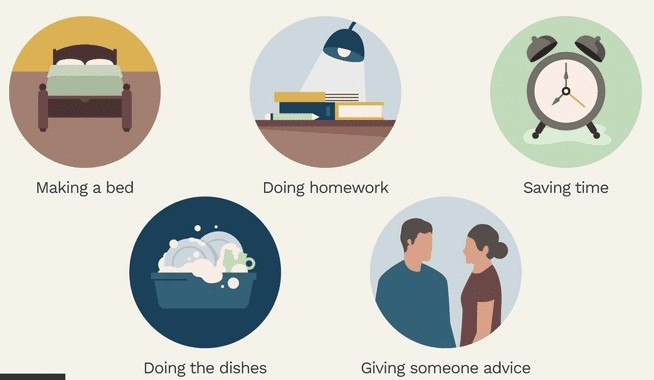 Making a bed
Doing homework
Saving time
Doing the dishes
Giving someone advice